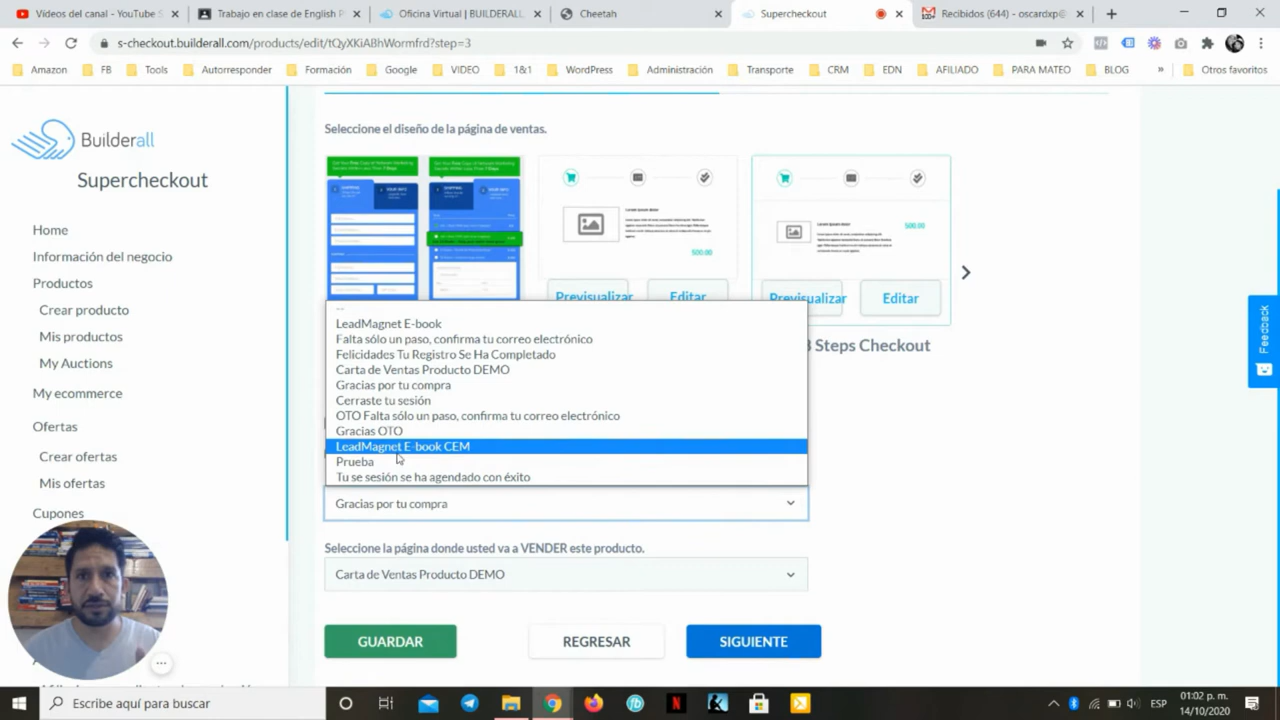 Vídeos del canal - YouTube S
Trabajo en clase de English P
Oficina Virtual | BUILDERALL
Cheetah
Supercheckout
Recibidos (644) - oscardxp@
s-checkout.builderall.com/products/edit/tQyXKiABhWormfrd?step=3
Amazon
FB
Tools
Autorresponder
Formación
Google
VIDEO
1&1
WordPress
Administración
Transporte
CRM
EDN
AFILIADO
PARA MATEO
BLOG
»
Otros favoritos
Builderall
Supercheckout
Home
Información del negocio
Productos
Crear producto
Mis productos
My Auctions
My ecommerce
Ofertas
Crear ofertas
Mis ofertas
Cupones
Seleccione el diseño de la página de ventas.
500.00
500.00
Previsualizar
Editar
Previsualizar
Editar
3 Steps Checkout
--
LeadMagnet E-book
Falta sólo un paso, confirma tu correo electrónico
Felicidades Tu Registro Se Ha Completado
Carta de Ventas Producto DEMO
Gracias por tu compra
Cerraste tu sesión
OTO Falta sólo un paso, confirma tu correo electrónico
Gracias OTO
LeadMagnet E-book CEM
Prueba
Tu se sesión se ha agendado con éxito
Gracias por tu compra
Seleccione la página donde usted va a VENDER este producto.
Carta de Ventas Producto DEMO
GUARDAR
REGRESAR
SIGUIENTE
Feedback
Escribe aquí para buscar
ESP
01:02 p. m.
14/10/2020